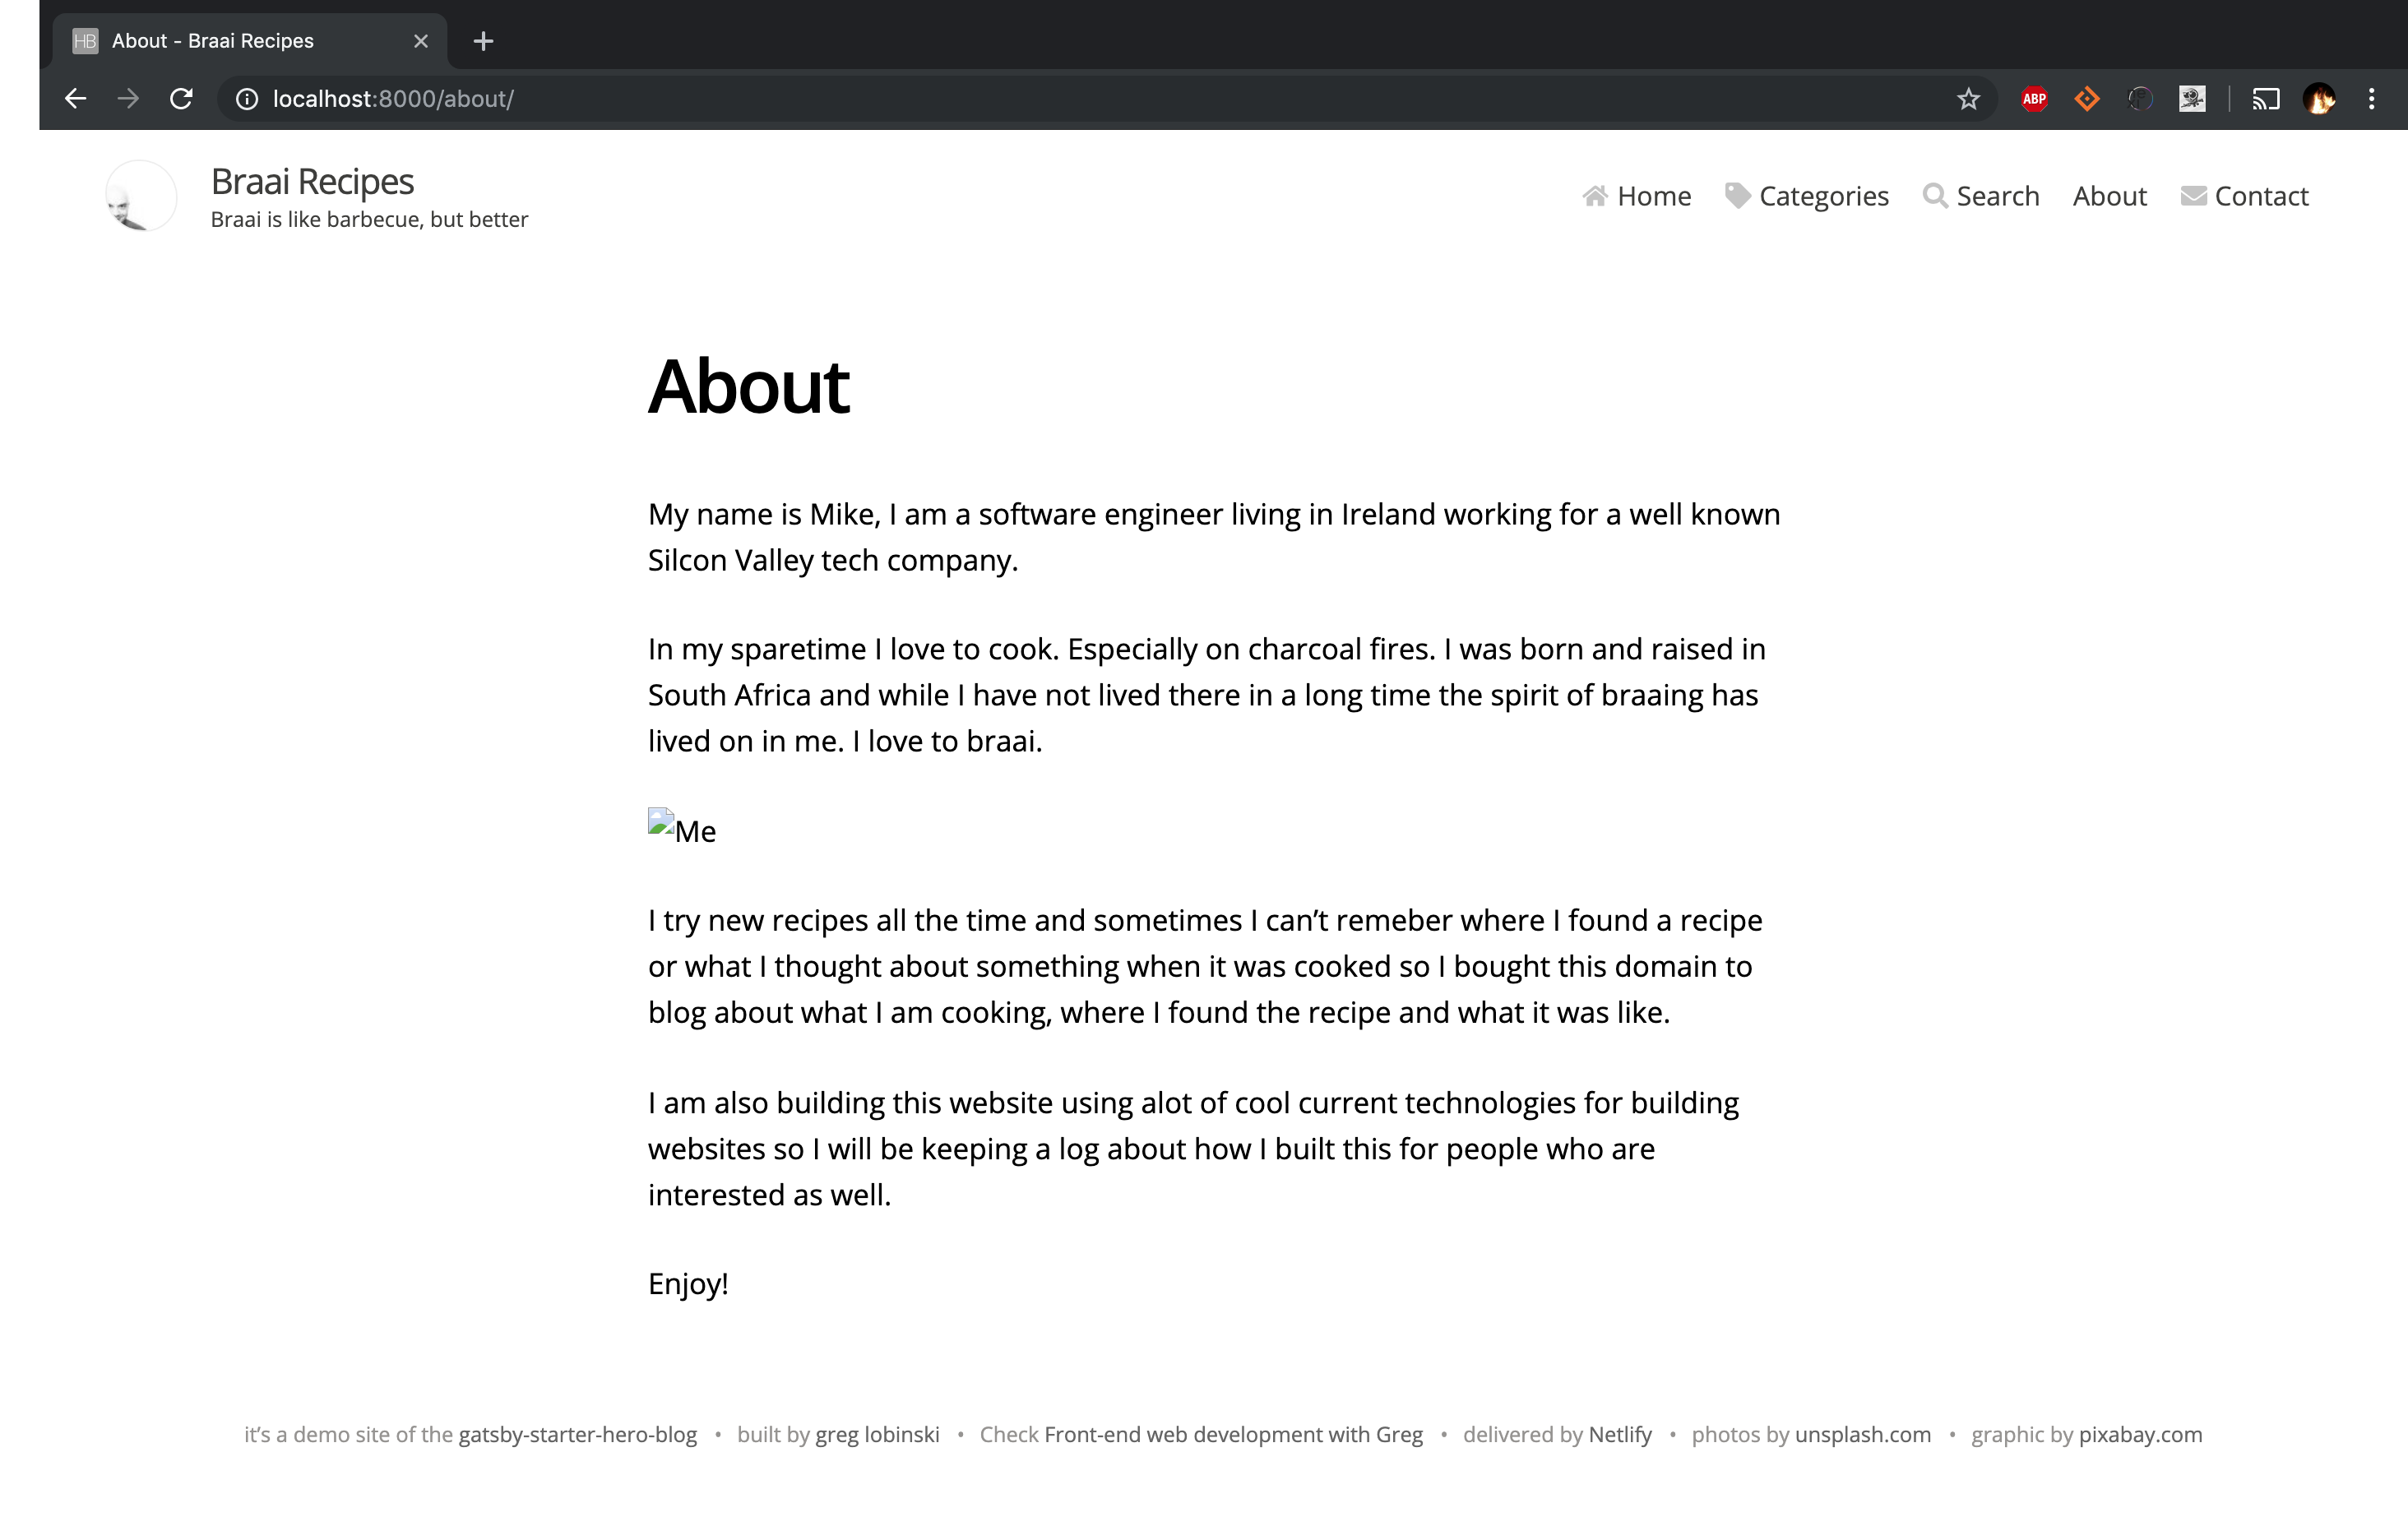 HB About - Braai Recipes
localhost:8000/about/
ABP
Braai Recipes
Braai is like barbecue, but better
Home Categories Search About Contact
About
My name is Mike, I am a software engineer living in Ireland working for a well known
Silcon Valley tech company.
In my sparetime I love to cook. Especially on charcoal fires. I was born and raised in
South Africa and while I have not lived there in a long time the spirit of braaing has
lived on in me. I love to braai.
Me
I try new recipes all the time and sometimes I can’t remeber where I found a recipe
or what I thought about something when it was cooked so I bought this domain to
blog about what I am cooking, where I found the recipe and what it was like.
I am also building this website using alot of cool current technologies for building
websites so I will be keeping a log about how I built this for people who are
interested as well.
Enjoy!
it’s a demo site of the gatsby-starter-hero-blog • built by greg lobinski • Check Front-end web development with Greg • delivered by Netlify • photos by unsplash.com • graphic by pixabay.com